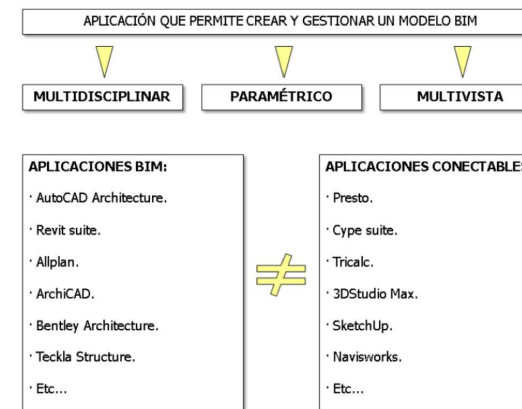 APLICACIÓN QUE PERMITE CREAR Y GESTIONAR UN MODELO BIM
MULTIDISCIPLINAR
PARAMÉTRICO
MULTIVISTA
APLICACIONES BIM:
· AutoCAD Architecture.
· Revit suite.
· Allplan.
· ArchiCAD.
· Bentley Architecture.
· Teckla Structure.
· Etc...
≠
APLICACIONES CONECTABLES
· Presto.
· Cype suite.
· Tricalc.
· 3DStudio Max.
· SketchUp.
· Navisworks.
· Etc...